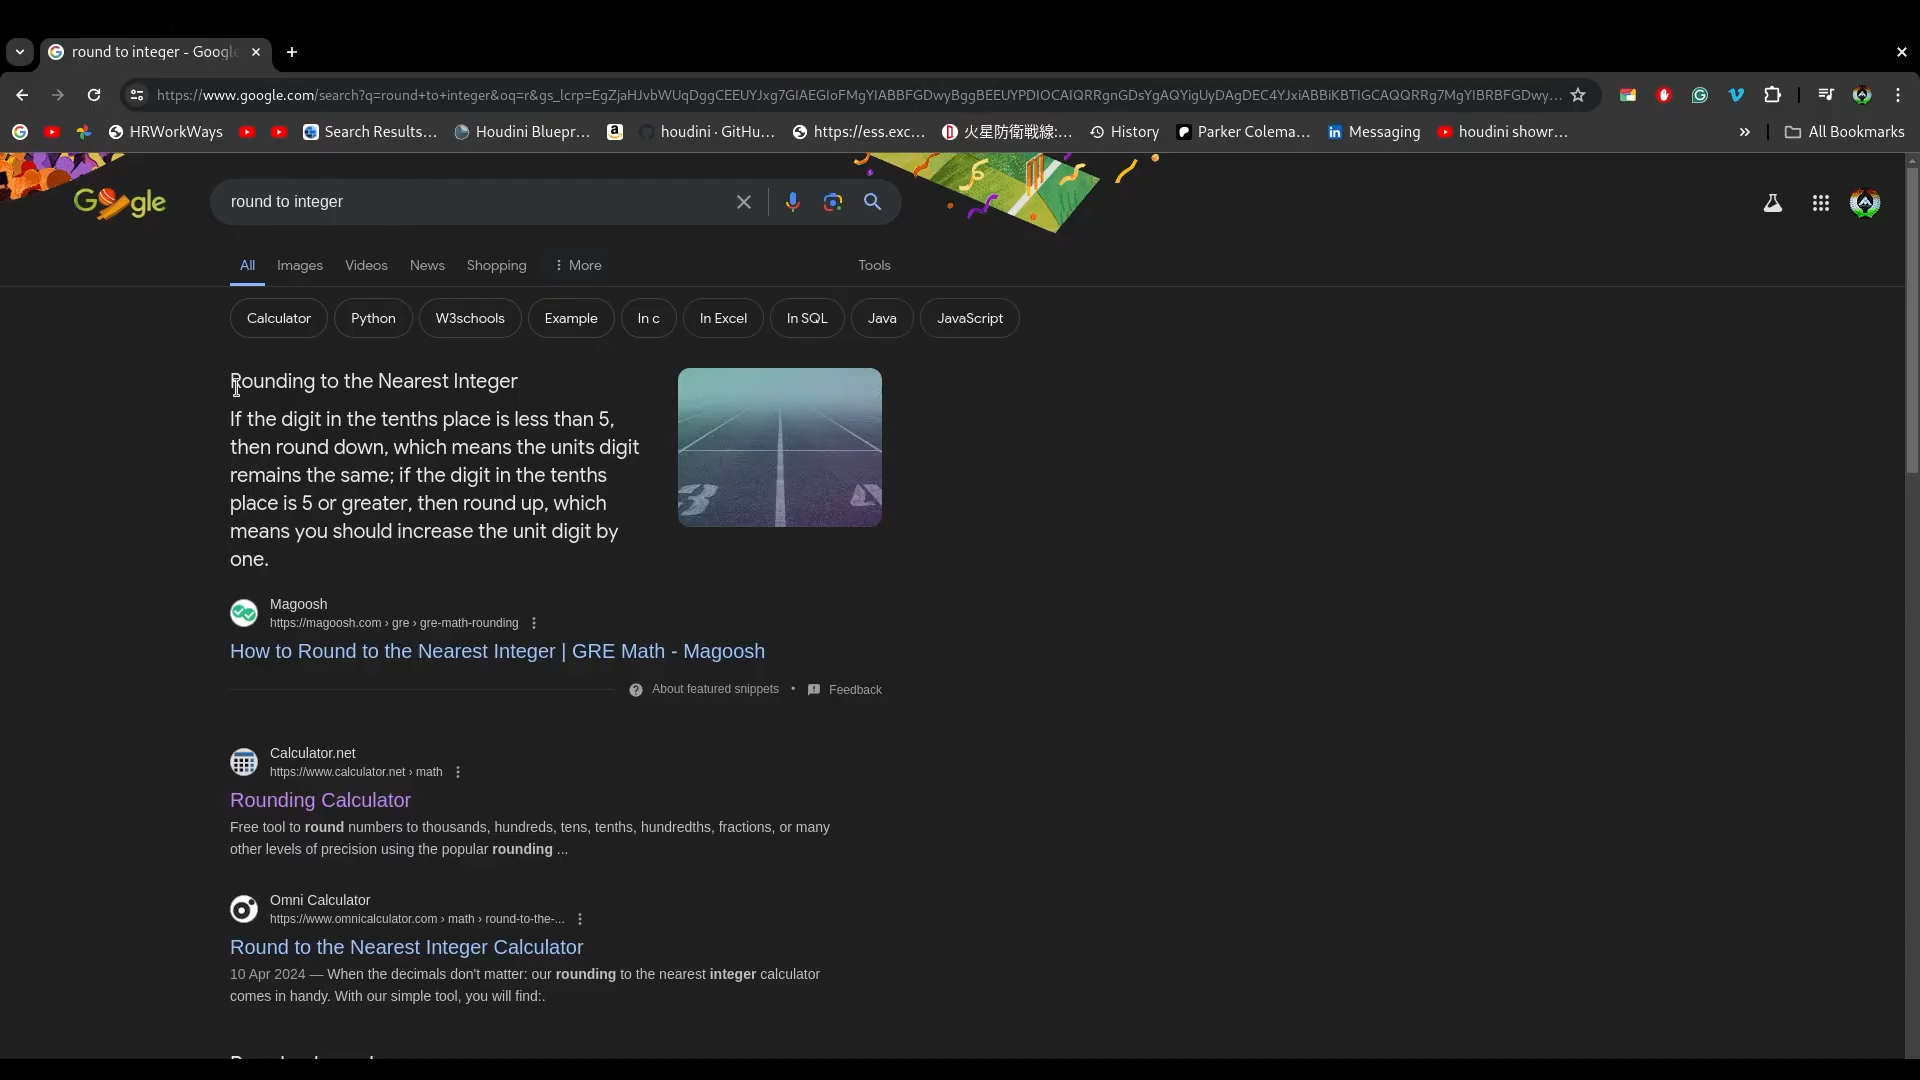 round to integer - Google
https://www.google.com/search?q=round+to+integer&oq=r&gs_lcrp=EgZjaHJvbWUqDggCEEUYJxg7GIAEGIoFMgYIABBFGDwyBggBEEUYPDIOCAIQRRgnGDsYgAQYigUyDAgDEC4YJxiABBiKBTIGCAQQRRg7MgYIBRBFGDwy...
HRWorkWays Search Results... Houdini Bluepr... houdini · GitHu... https://ess.exc... 火星防衛戦線:... History Parker Colema... Messaging houdini showr... » All Bookmarks
Google
round to integer
All Images Videos News Shopping More Tools
Calculator Python W3schools Example In c In Excel In SQL Java JavaScript
Rounding to the Nearest Integer
If the digit in the tenths place is less than 5,
then round down, which means the units digit
remains the same; if the digit in the tenths
place is 5 or greater, then round up, which
means you should increase the unit digit by
one.
3 4
Magoosh
https://magoosh.com › gre › gre-math-rounding
How to Round to the Nearest Integer | GRE Math - Magoosh
About featured snippets • Feedback
Calculator.net
https://www.calculator.net › math
Rounding Calculator
Free tool to round numbers to thousands, hundreds, tens, tenths, hundredths, fractions, or many
other levels of precision using the popular rounding ...
Omni Calculator
https://www.omnicalculator.com › math › round-to-the-...
Round to the Nearest Integer Calculator
10 Apr 2024 — When the decimals don't matter: our rounding to the nearest integer calculator
comes in handy. With our simple tool, you will find:.